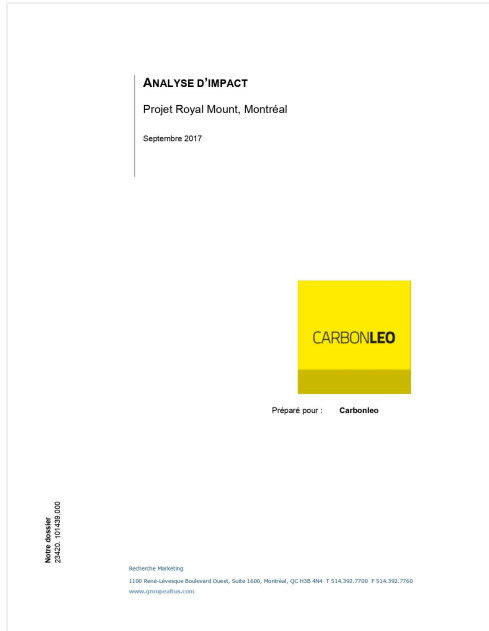 ANALYSE D'IMPACT
Projet Royal Mount, Montréal
Septembre 2017
CARBONLEO
Préparé pour : Carbonleo
Notre dossier
23420. 101439.000
Recherche Marketing
1100 René-Lévesque Boulevard Ouest, Suite 1600, Montréal, QC H3B 4N4 T 514.392.7700 F 514.392.7760
www.groupealtus.com